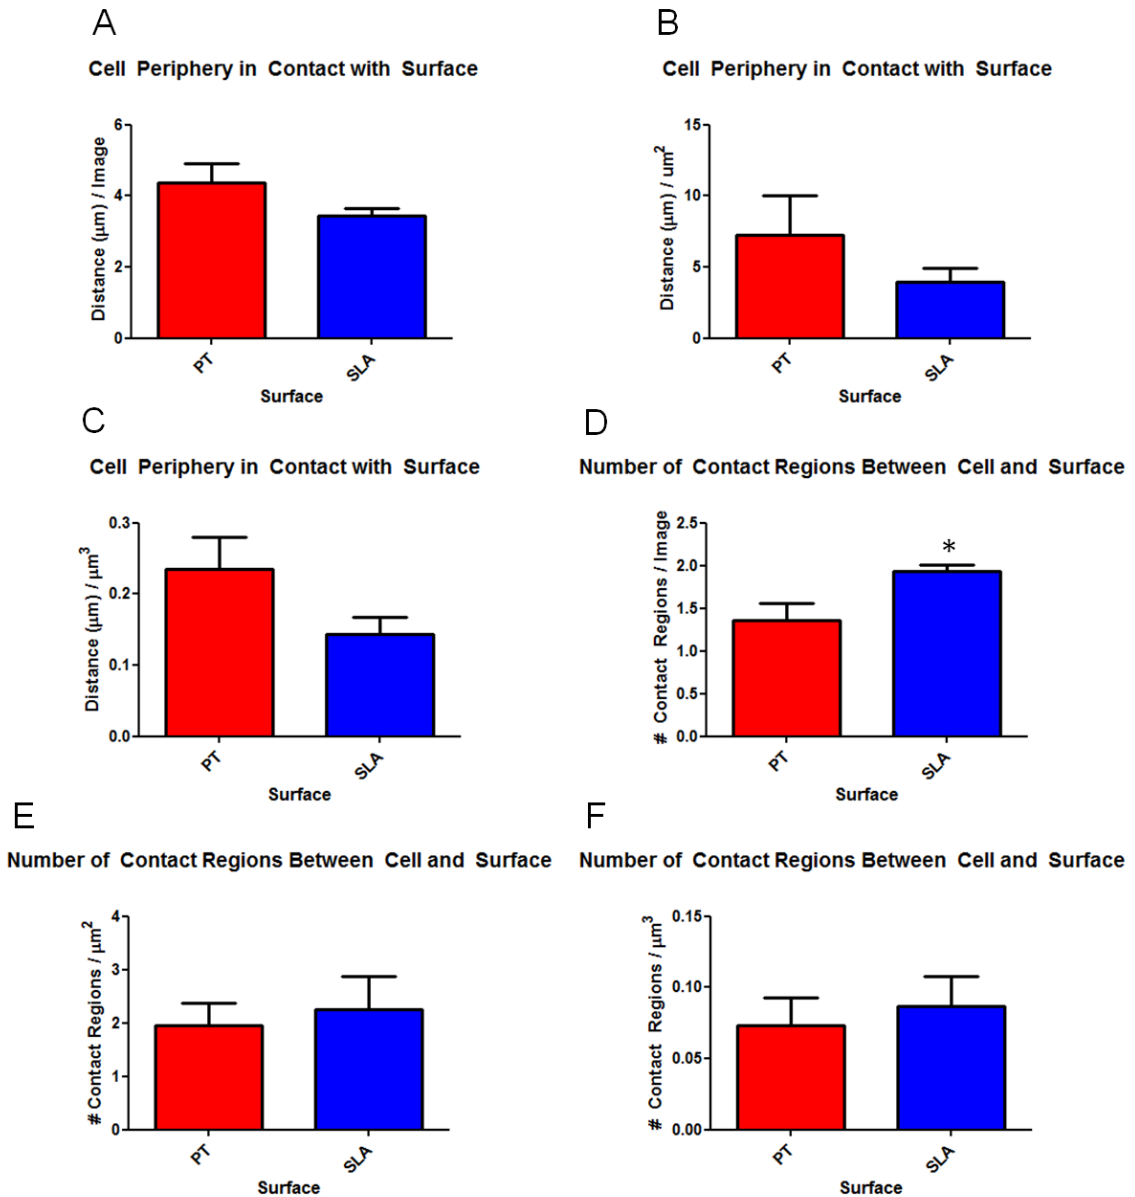 A
Cell Periphery in Contact with Surface
Distance (μm) / Image
6
4
2
0
PT
SLA
Surface
B
Cell Periphery in Contact with Surface
Distance (μm) / um²
15
10
5
0
PT
SLA
Surface
C
Cell Periphery in Contact with Surface
Distance (μm) / μm³
0.3
0.2
0.1
0.0
PT
SLA
Surface
D
Number of Contact Regions Between Cell and Surface
# Contact Regions / Image
2.5
2.0
1.5
1.0
0.5
0.0
*
PT
SLA
Surface
E
Number of Contact Regions Between Cell and Surface
# Contact Regions / μm²
4
3
2
1
0
PT
SLA
Surface
F
Number of Contact Regions Between Cell and Surface
# Contact Regions / μm³
0.15
0.10
0.05
0.00
PT
SLA
Surface